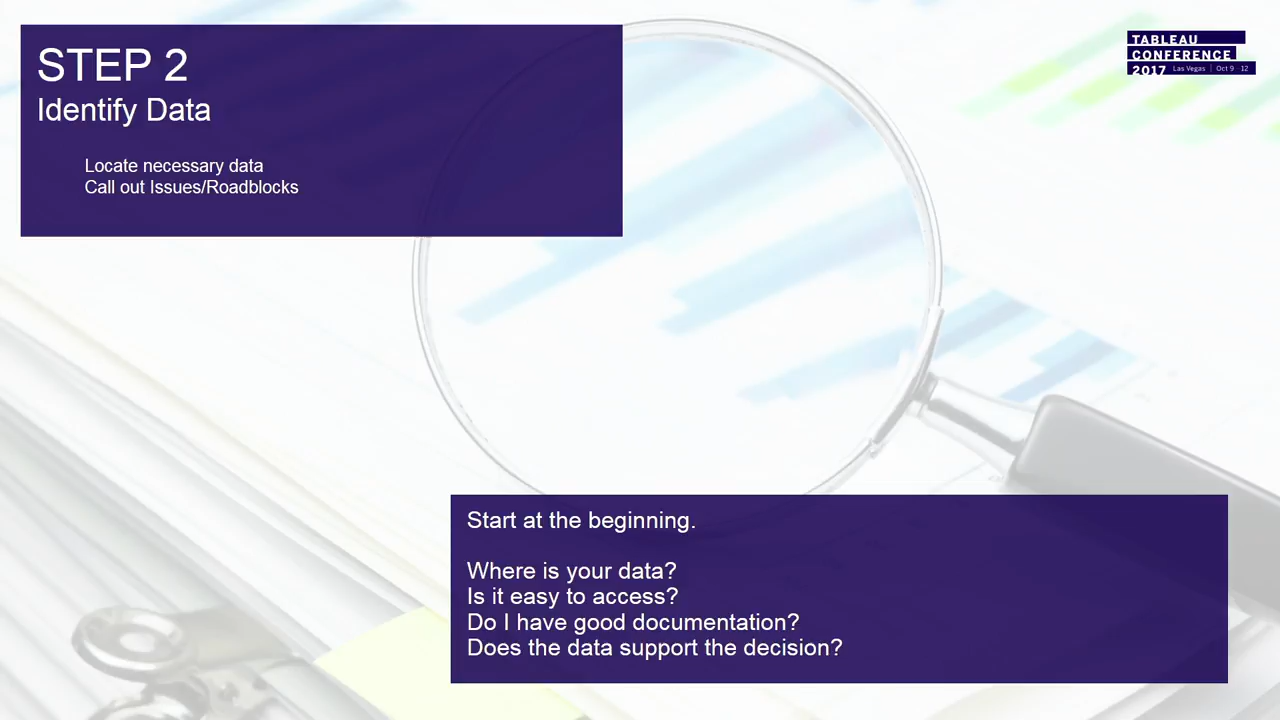 STEP 2
Identify Data
Locate necessary data
Call out Issues/Roadblocks
TABLEAU
CONFERENCE
2017 Las Vegas | Oct 9 - 12
Start at the beginning.
Where is your data?
Is it easy to access?
Do I have good documentation?
Does the data support the decision?